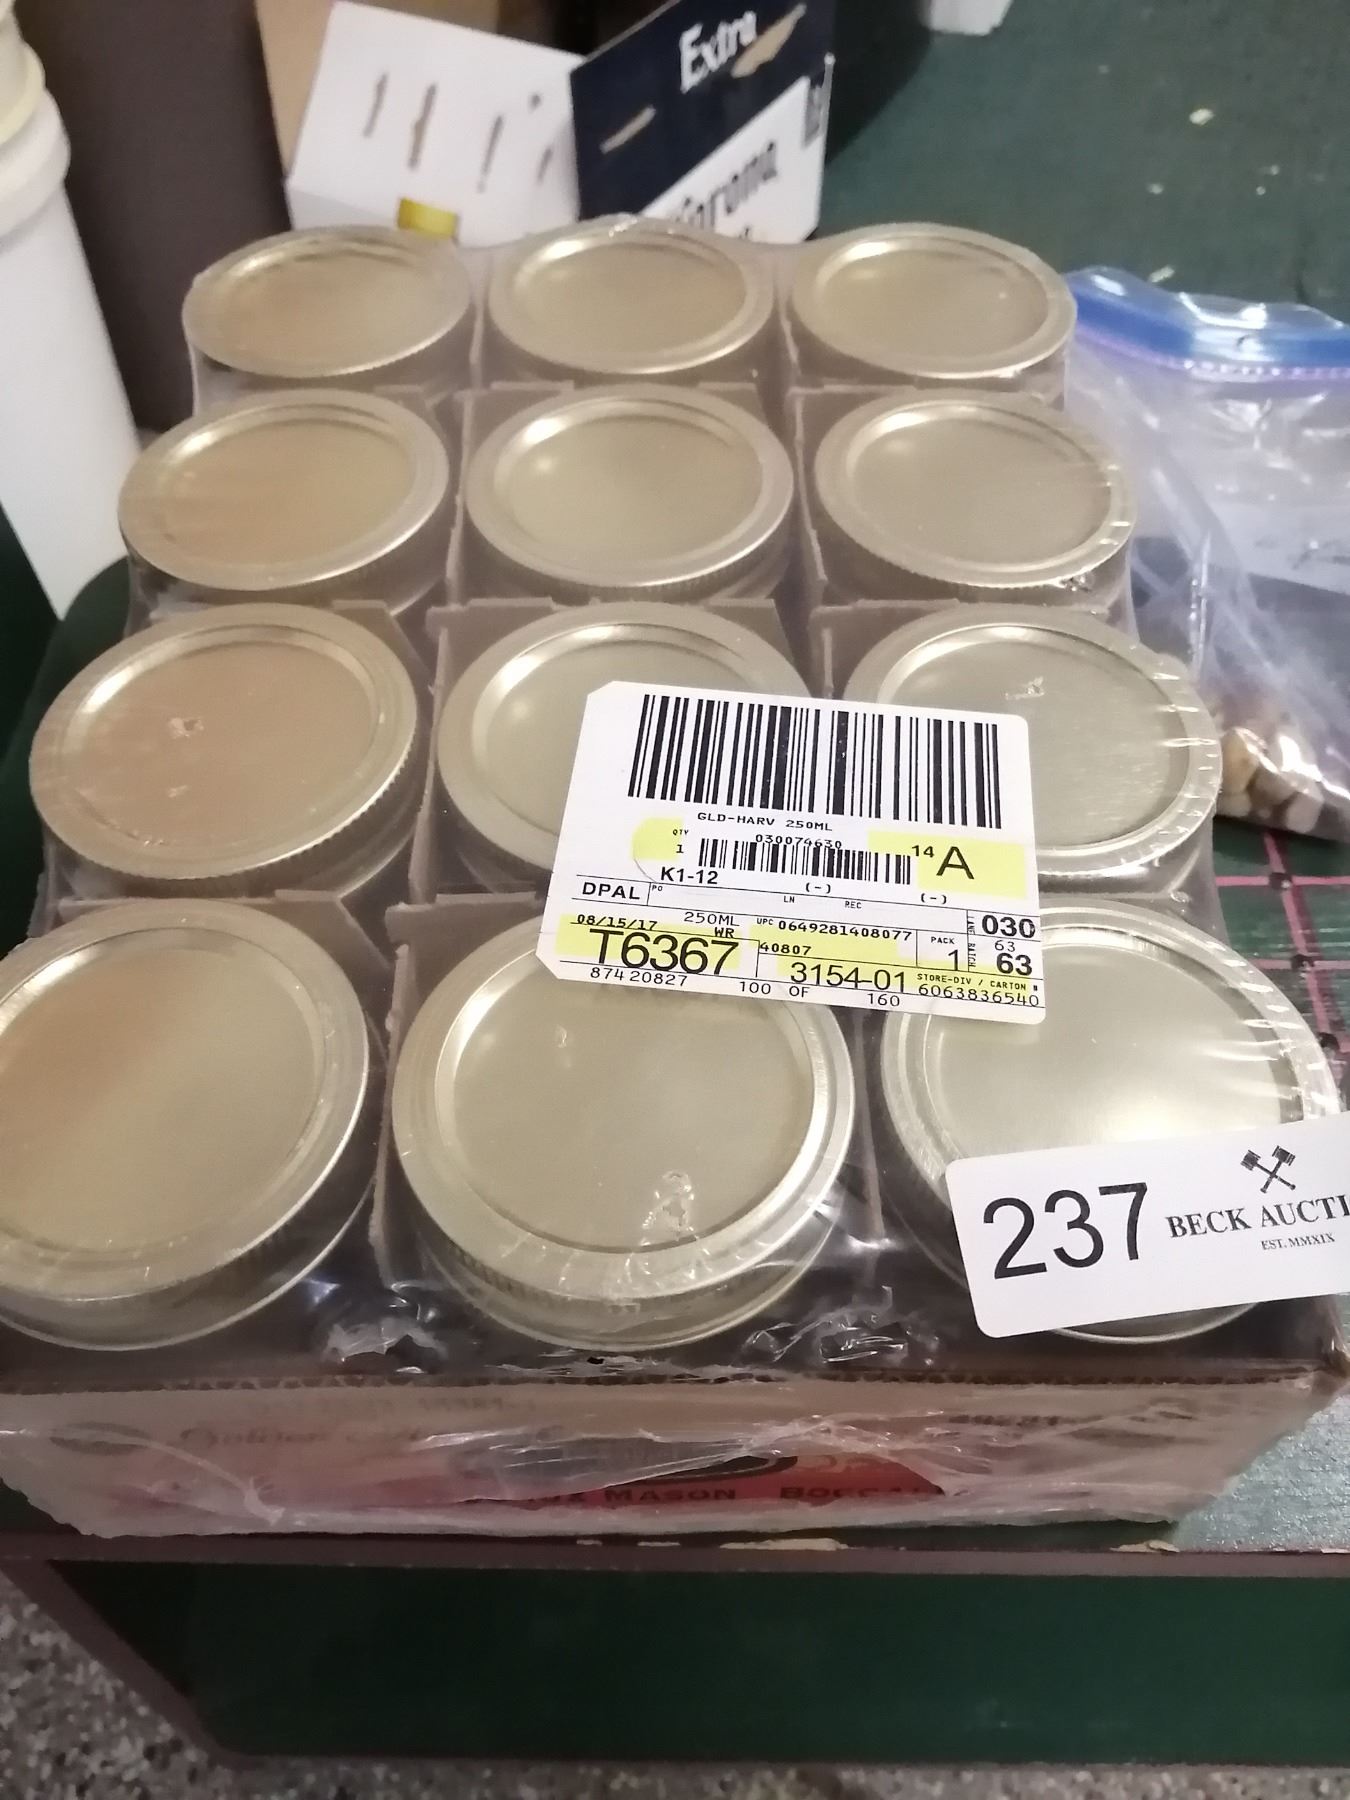 Extra
Corona
GLD-HARV 250ML
QTY
1
030074630
14 A
K1-12 (-) (-)
DPAL PO LN REC
08/15/17 250ML UPC 0649281408077 030
WR 40807 PACK 63
T6367 3154-01 1 63
STORE-DIV / CARTON #
874 20827 100 OF 160 6063836540
237 BECK AUCTI
EST. MMXIX
MASON